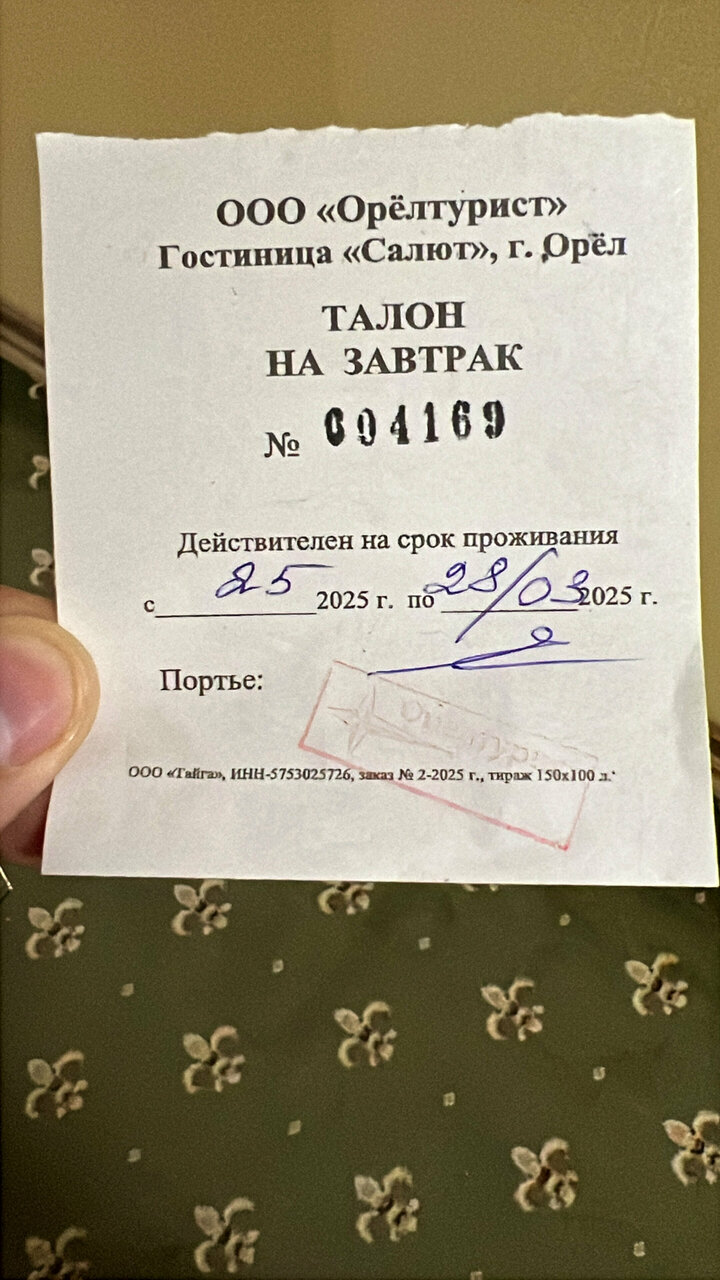 ООО «Орёлтурист»
Гостиница «Салют», г. Орёл
ТАЛОН
НА ЗАВТРАК
№ 004169
Действителен на срок проживания
с 25 2025 г. по 28/03 2025 г.
Портье:
ООО «Тайга», ИНН-5753025726, заказ № 2-2025 г., тираж 150х100 л.